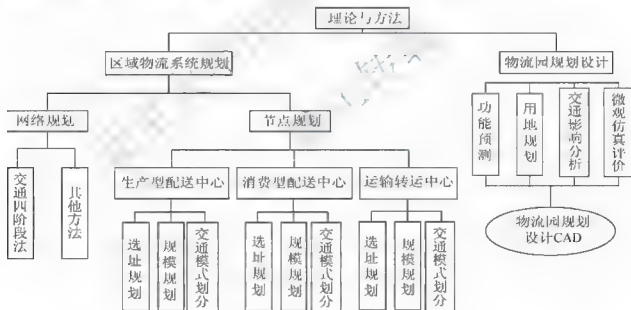 理论与方法
区域物流系统规划
物流园规划设计
网络规划
节点规划
功能预测
用地规划
交通影响分析
微观仿真评价
交通四阶段法
其他方法
生产型配送中心
消费型配送中心
运输转运中心
物流园规划
设计CAD
选址规划
规模规划
交通模式划分
选址规划
规模规划
交通模式划分
选址规划
规模规划
交通模式划分